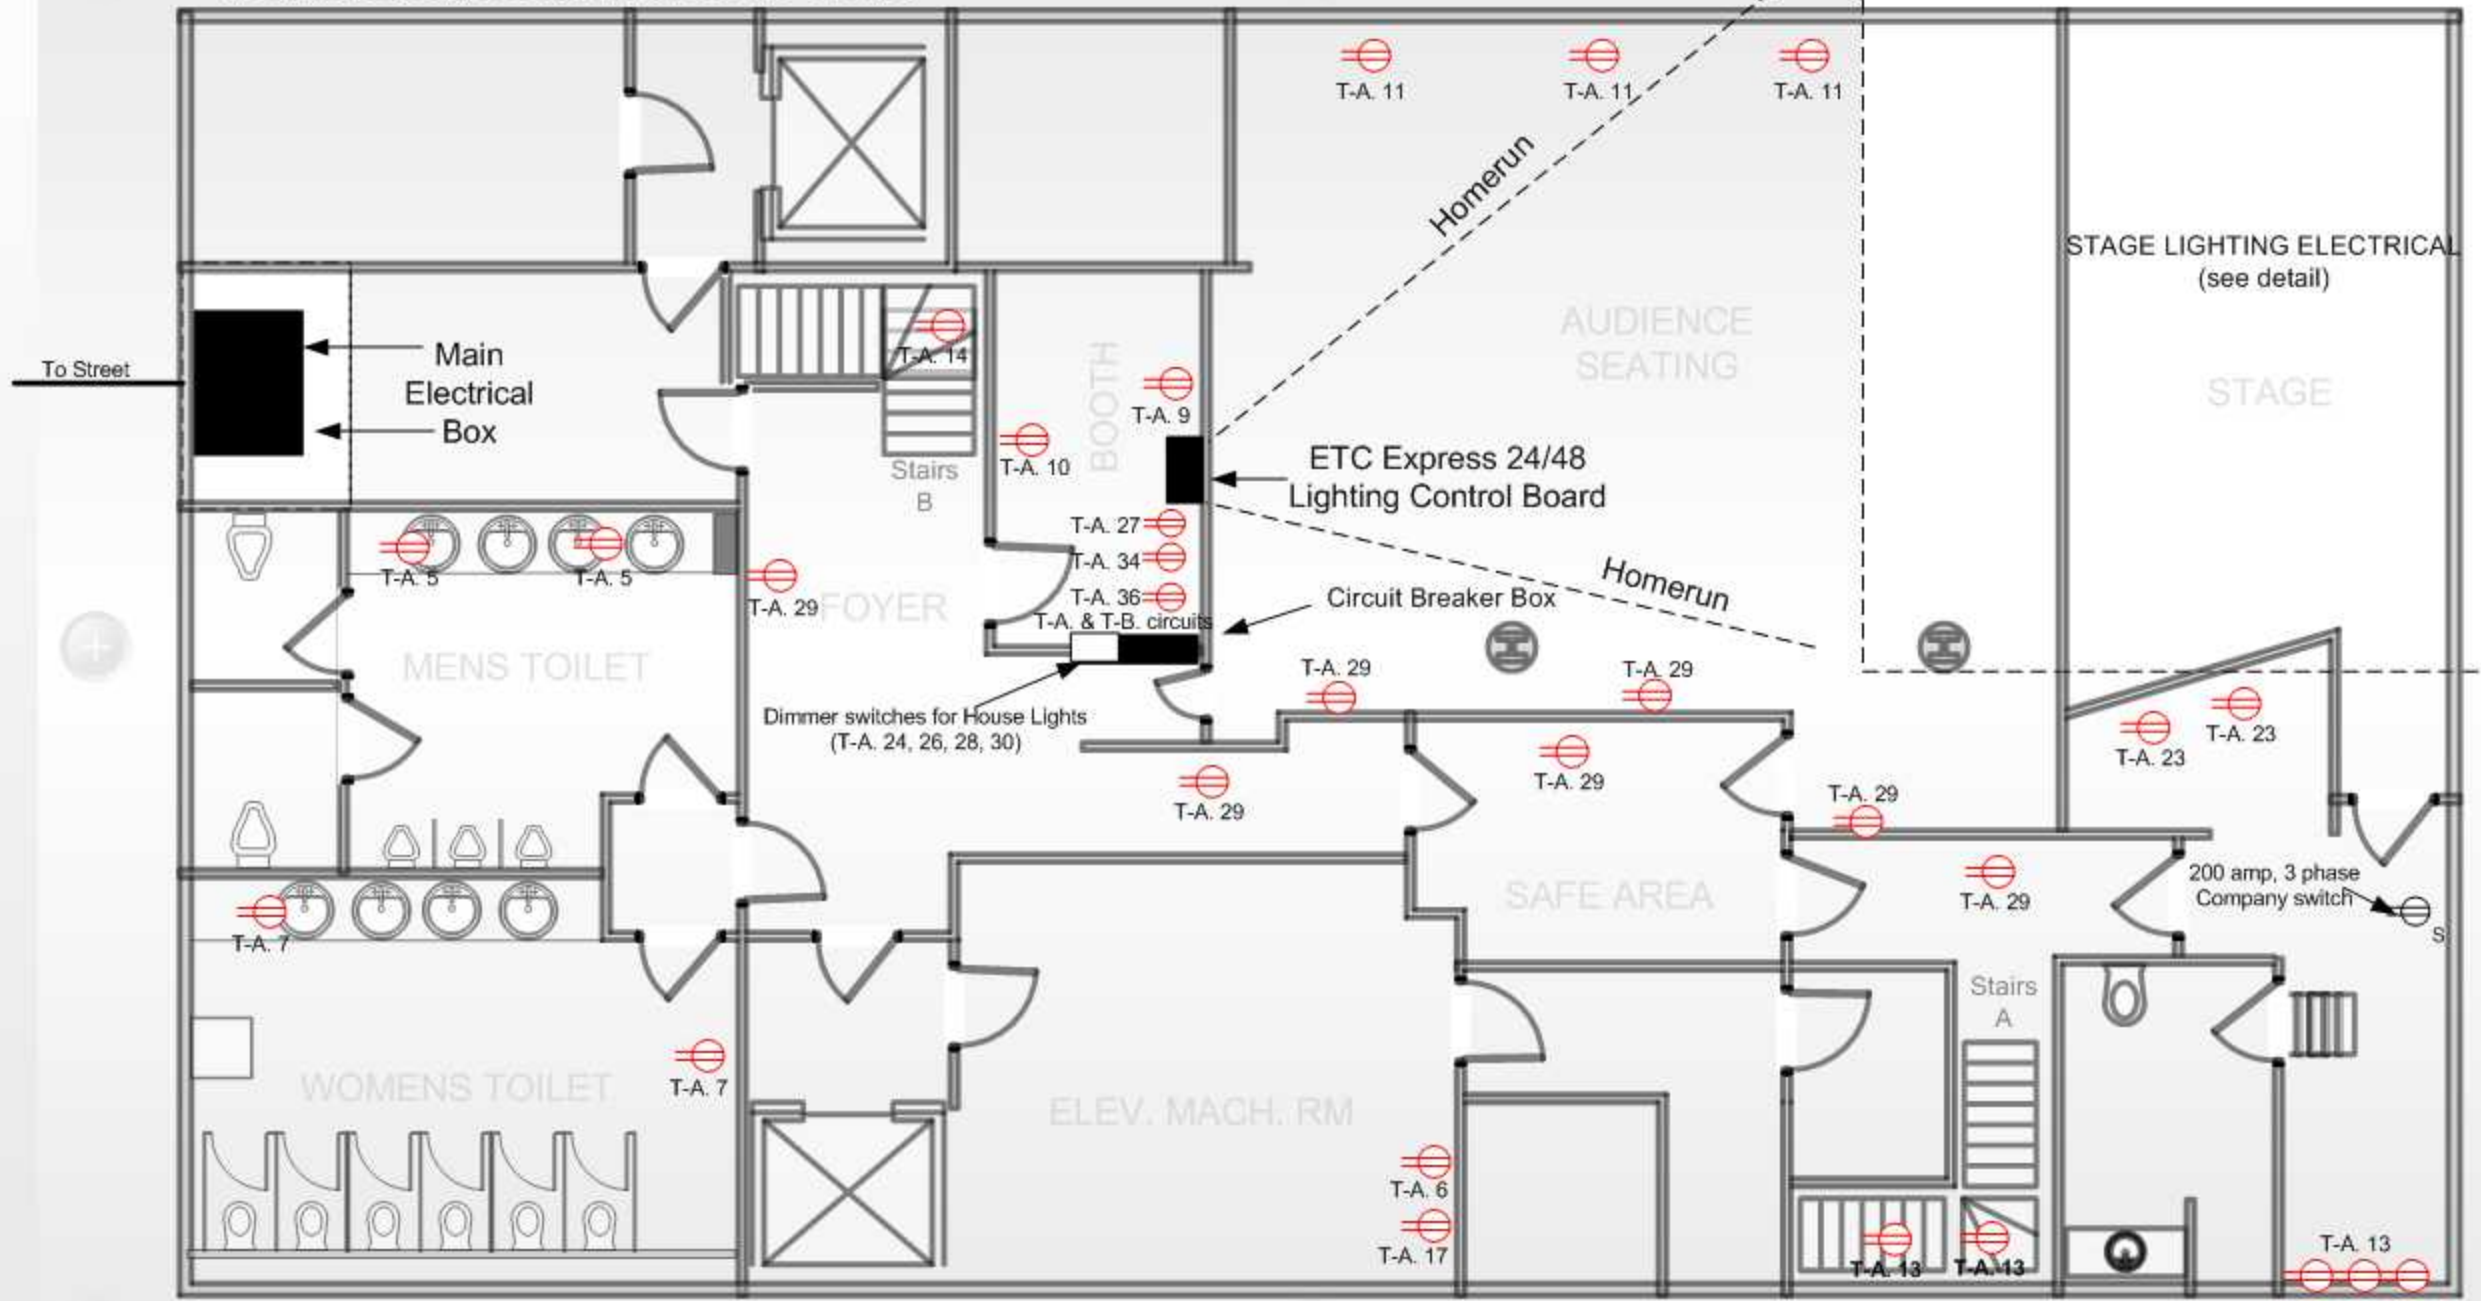 T-A. 11
T-A. 11
T-A. 11
Homerun
STAGE LIGHTING ELECTRICAL
(see detail)
To Street
Main
Electrical
Box
T-A. 14
BOOTH
T-A. 9
AUDIENCE
SEATING
STAGE
T-A. 10
Stairs
B
ETC Express 24/48
Lighting Control Board
T-A. 27
T-A. 34
T-A. 36
T-A. & T-B. circuits
Circuit Breaker Box
Homerun
T-A. 5
T-A. 5
T-A. 29
FOYER
MENS TOILET
Dimmer switches for House Lights
(T-A. 24, 26, 28, 30)
T-A. 29
T-A. 29
T-A. 23
T-A. 23
T-A. 29
T-A. 29
T-A. 29
200 amp, 3 phase
Company switch
S
T-A. 29
SAFE AREA
T-A. 7
T-A. 7
WOMENS TOILET
ELEV. MACH. RM
Stairs
A
T-A. 6
T-A. 17
T-A. 13
T-A. 13
T-A. 13